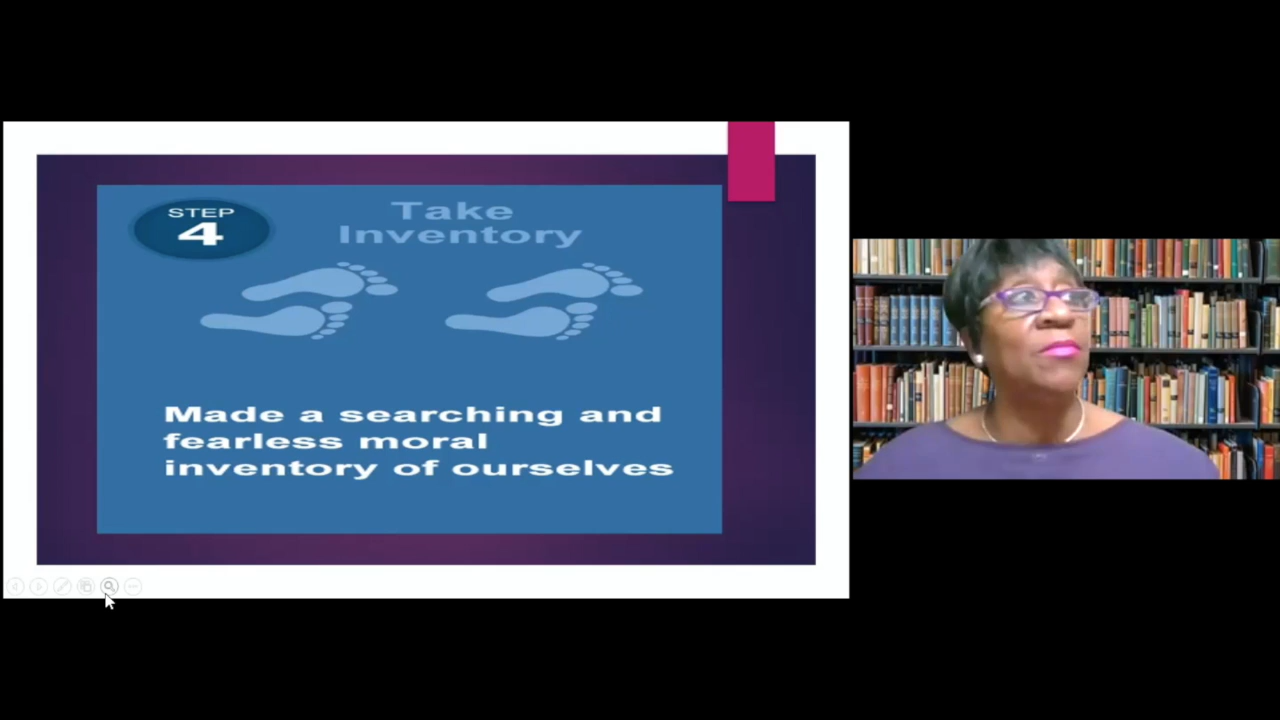 STEP
4
Take
Inventory
Made a searching and
fearless moral
inventory of ourselves